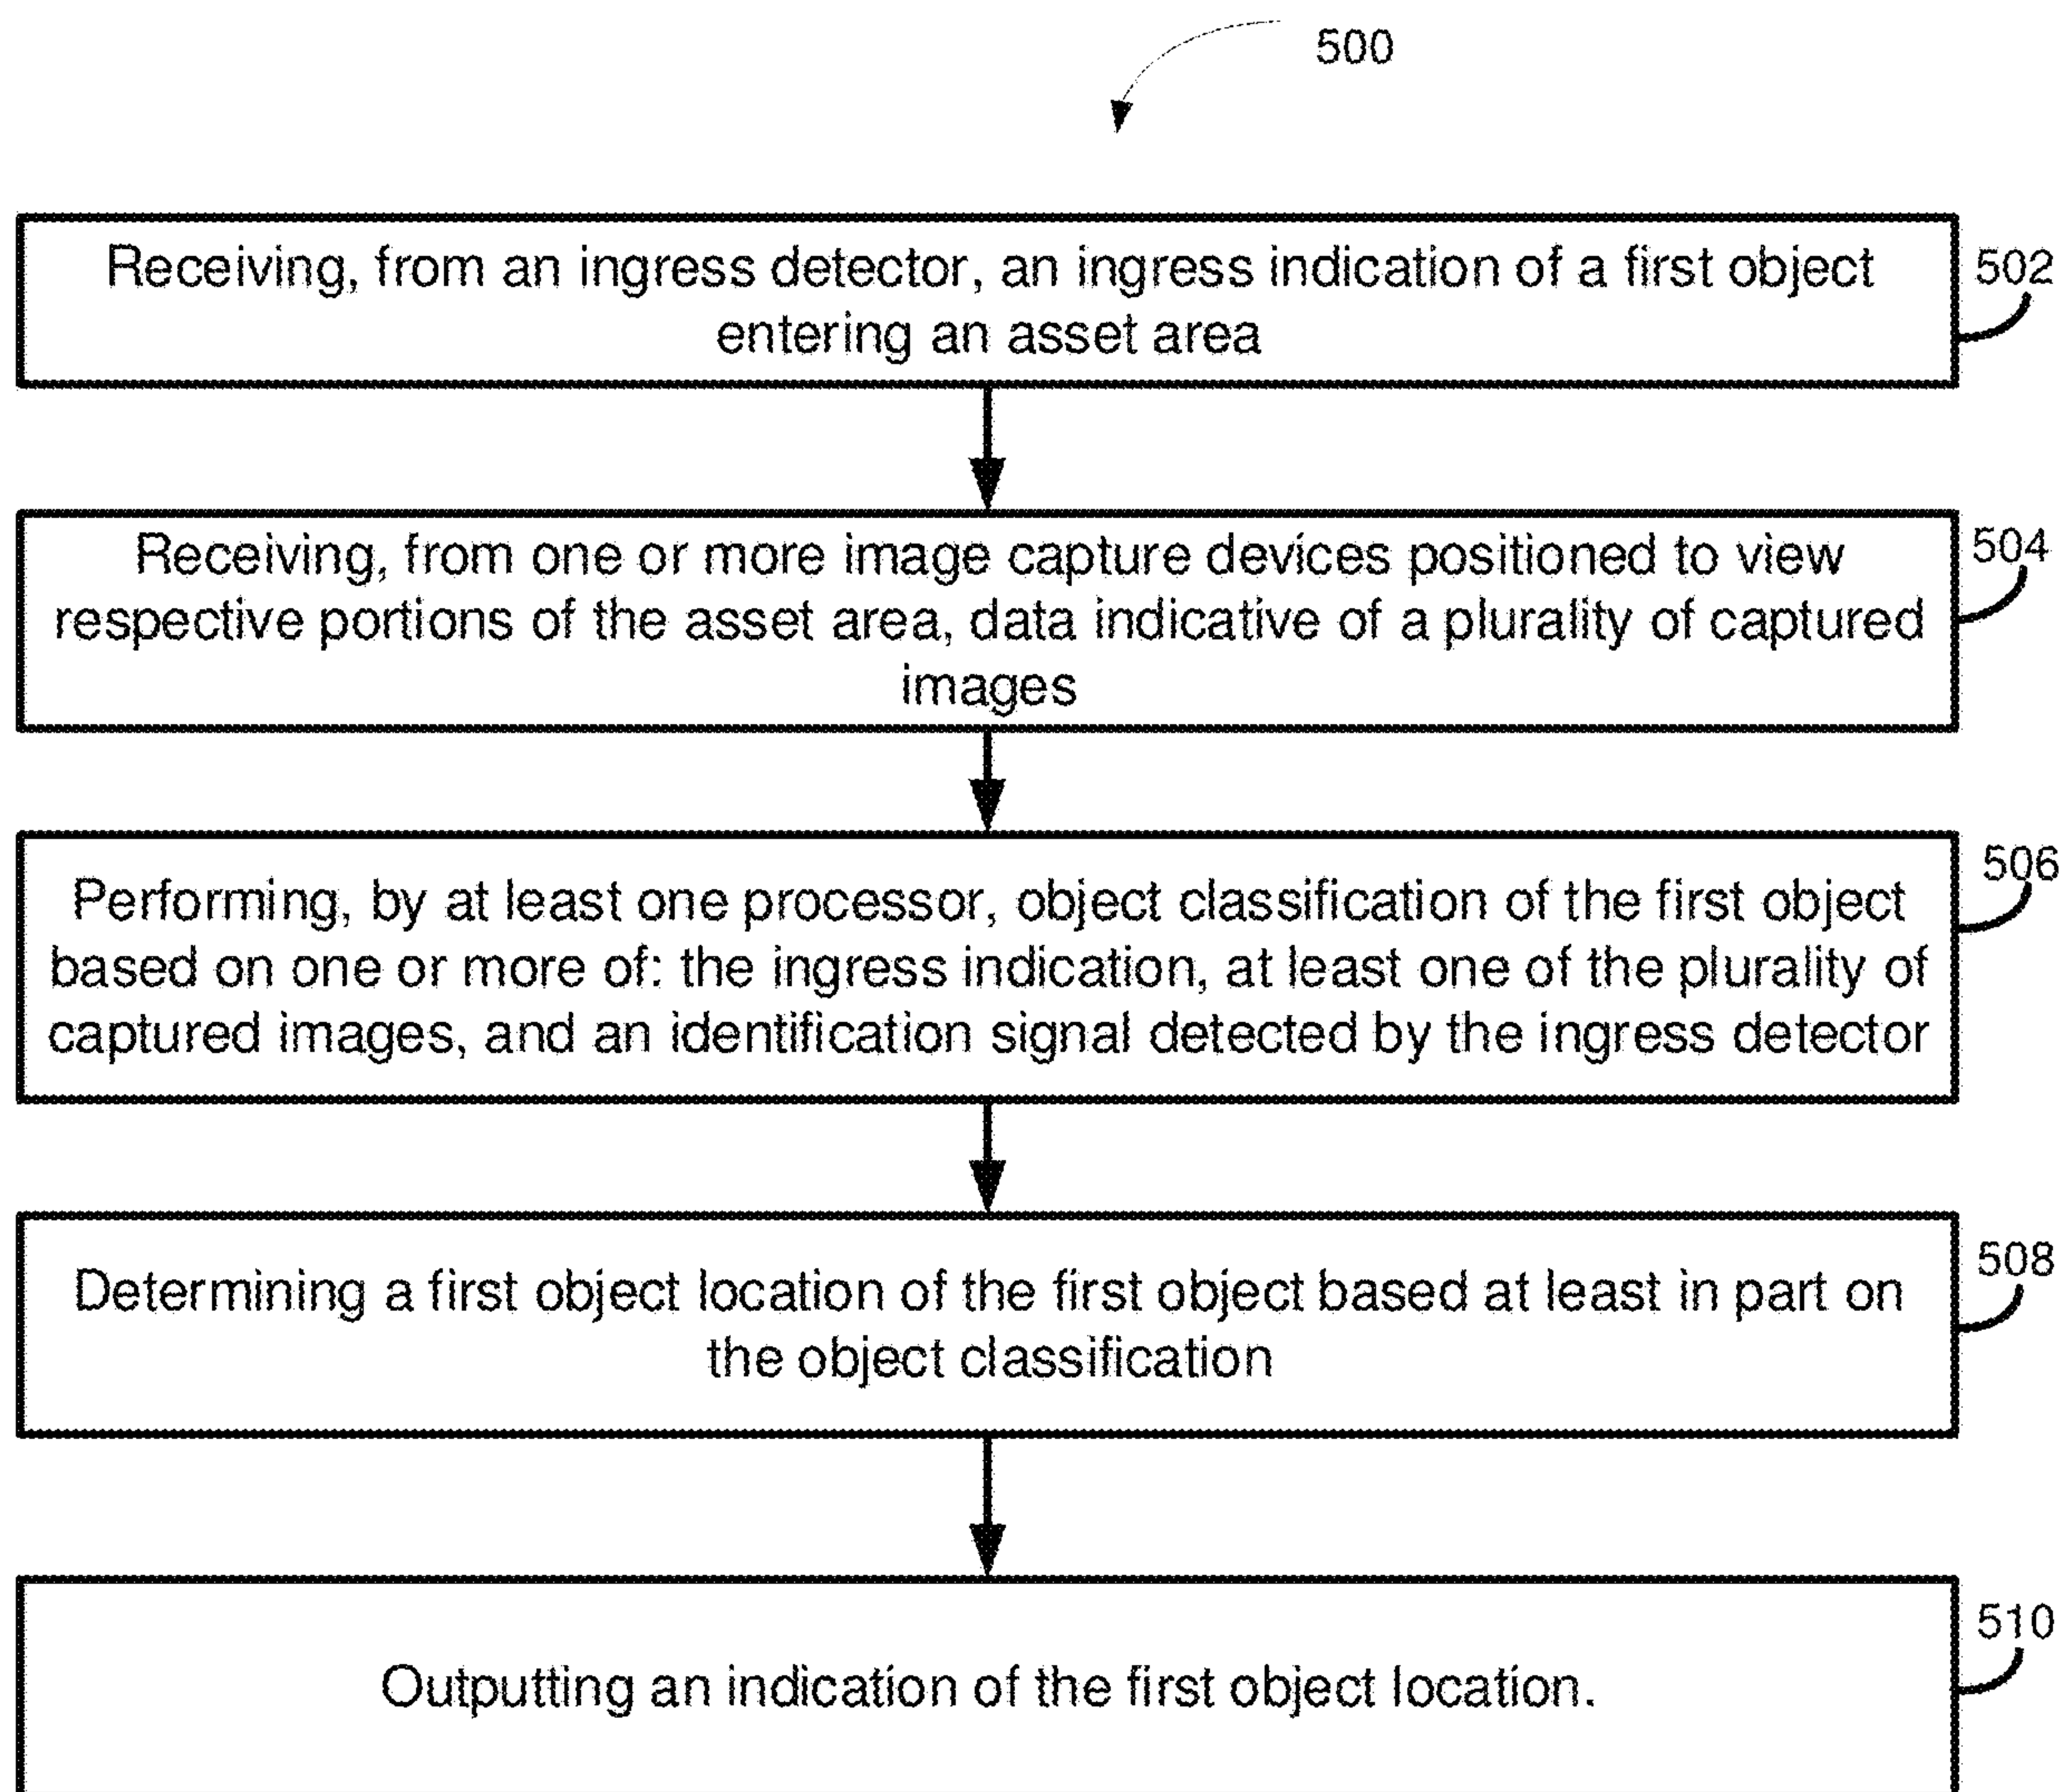 500
Receiving, from an ingress detector, an ingress indication of a first object
entering an asset area
502
Receiving, from one or more image capture devices positioned to view
respective portions of the asset area, data indicative of a plurality of captured
images
504
Performing, by at least one processor, object classification of the first object
based on one or more of: the ingress indication, at least one of the plurality of
captured images, and an identification signal detected by the ingress detector
506
Determining a first object location of the first object based at least in part on
the object classification
508
Outputting an indication of the first object location.
510